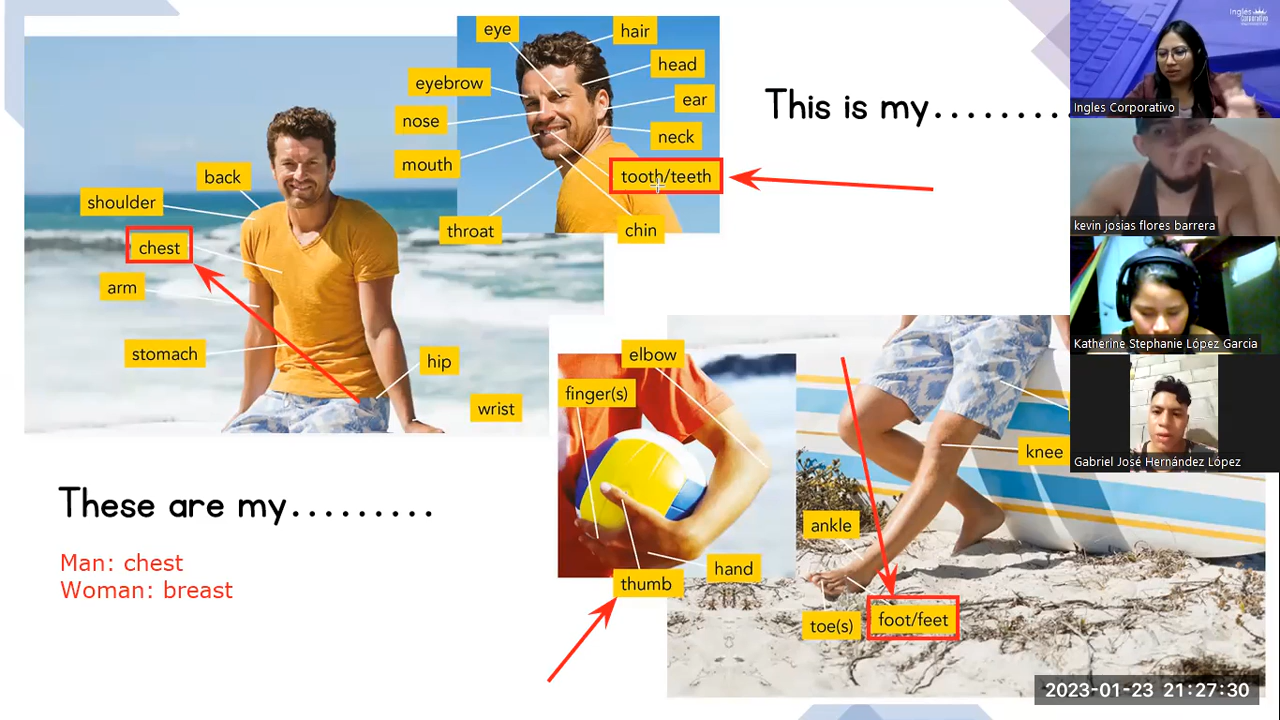 eye
hair
head
eyebrow
ear
nose
neck
mouth
tooth/teeth
throat
chin
This is my.........
back
shoulder
chest
arm
stomach
hip
wrist
elbow
finger(s)
thumb
hand
knee
ankle
toe(s)
foot/feet
These are my.........
Man: chest
Woman: breast
Ingles
Corporativo
Ingles Corporativo
kevin josias flores barrera
Katherine Stephanie López Garcia
Gabriel José Hernández López
2023-01-23 21:27:30